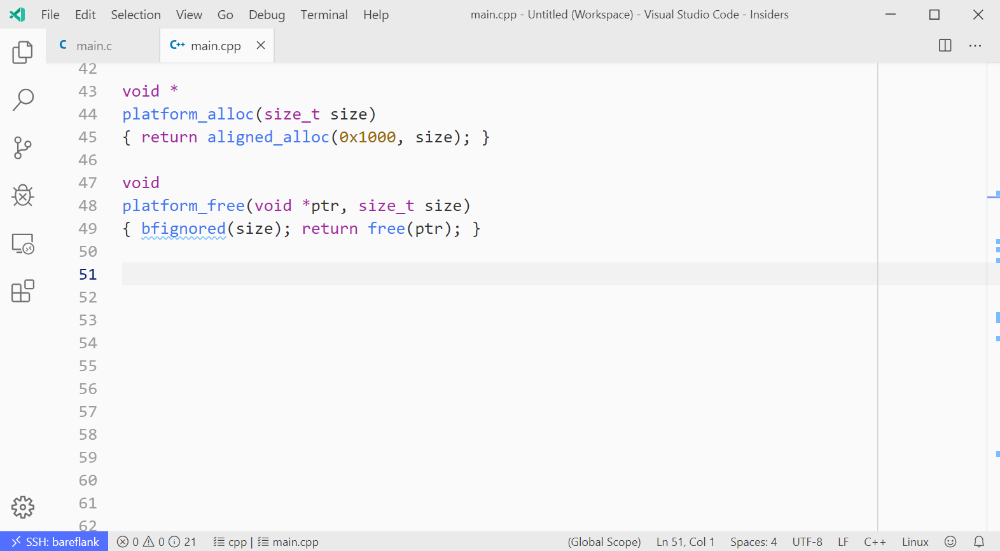 File Edit Selection View Go Debug Terminal Help main.cpp - Untitled (Workspace) - Visual Studio Code - Insiders
C main.c C++ main.cpp
42
43 void *
44 platform_alloc(size_t size)
45 { return aligned_alloc(0x1000, size); }
46
47 void
48 platform_free(void *ptr, size_t size)
49 { bfignored(size); return free(ptr); }
50
51
52
53
54
55
56
57
58
59
60
61
62
SSH: bareflank 0 0 21 cpp | main.cpp (Global Scope) Ln 51, Col 1 Spaces: 4 UTF-8 LF C++ Linux